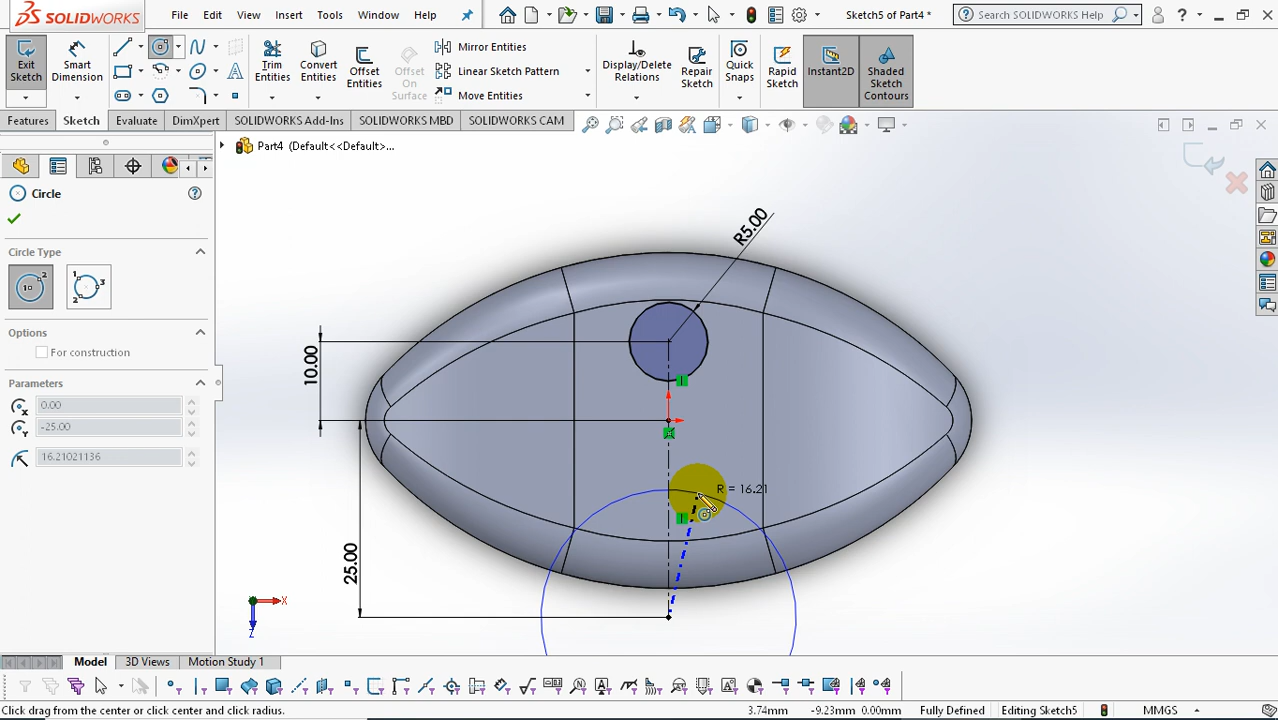 SOLIDWORKS File Edit View Insert Tools Window Help Sketch5 of Part4 * Search SOLIDWORKS Help ?
Exit Sketch Smart Dimension Trim Entities Convert Entities Offset Entities Offset On Surface Mirror Entities Linear Sketch Pattern Move Entities Display/Delete Relations Repair Sketch Quick Snaps Rapid Sketch Instant2D Shaded Sketch Contours
Features Sketch Evaluate DimXpert SOLIDWORKS Add-Ins SOLIDWORKS MBD SOLIDWORKS CAM
Part4 (Default<<Default>...
Circle
Circle Type
Options
For construction
Parameters
0.00
-25.00
16.21021136
R5.00
10.00
25.00
R = 16.21
X
Z
Model 3D Views Motion Study 1
Click drag from the center or click center and click radius. 3.74mm -9.23mm 0.00mm Fully Defined Editing Sketch5 MMGS